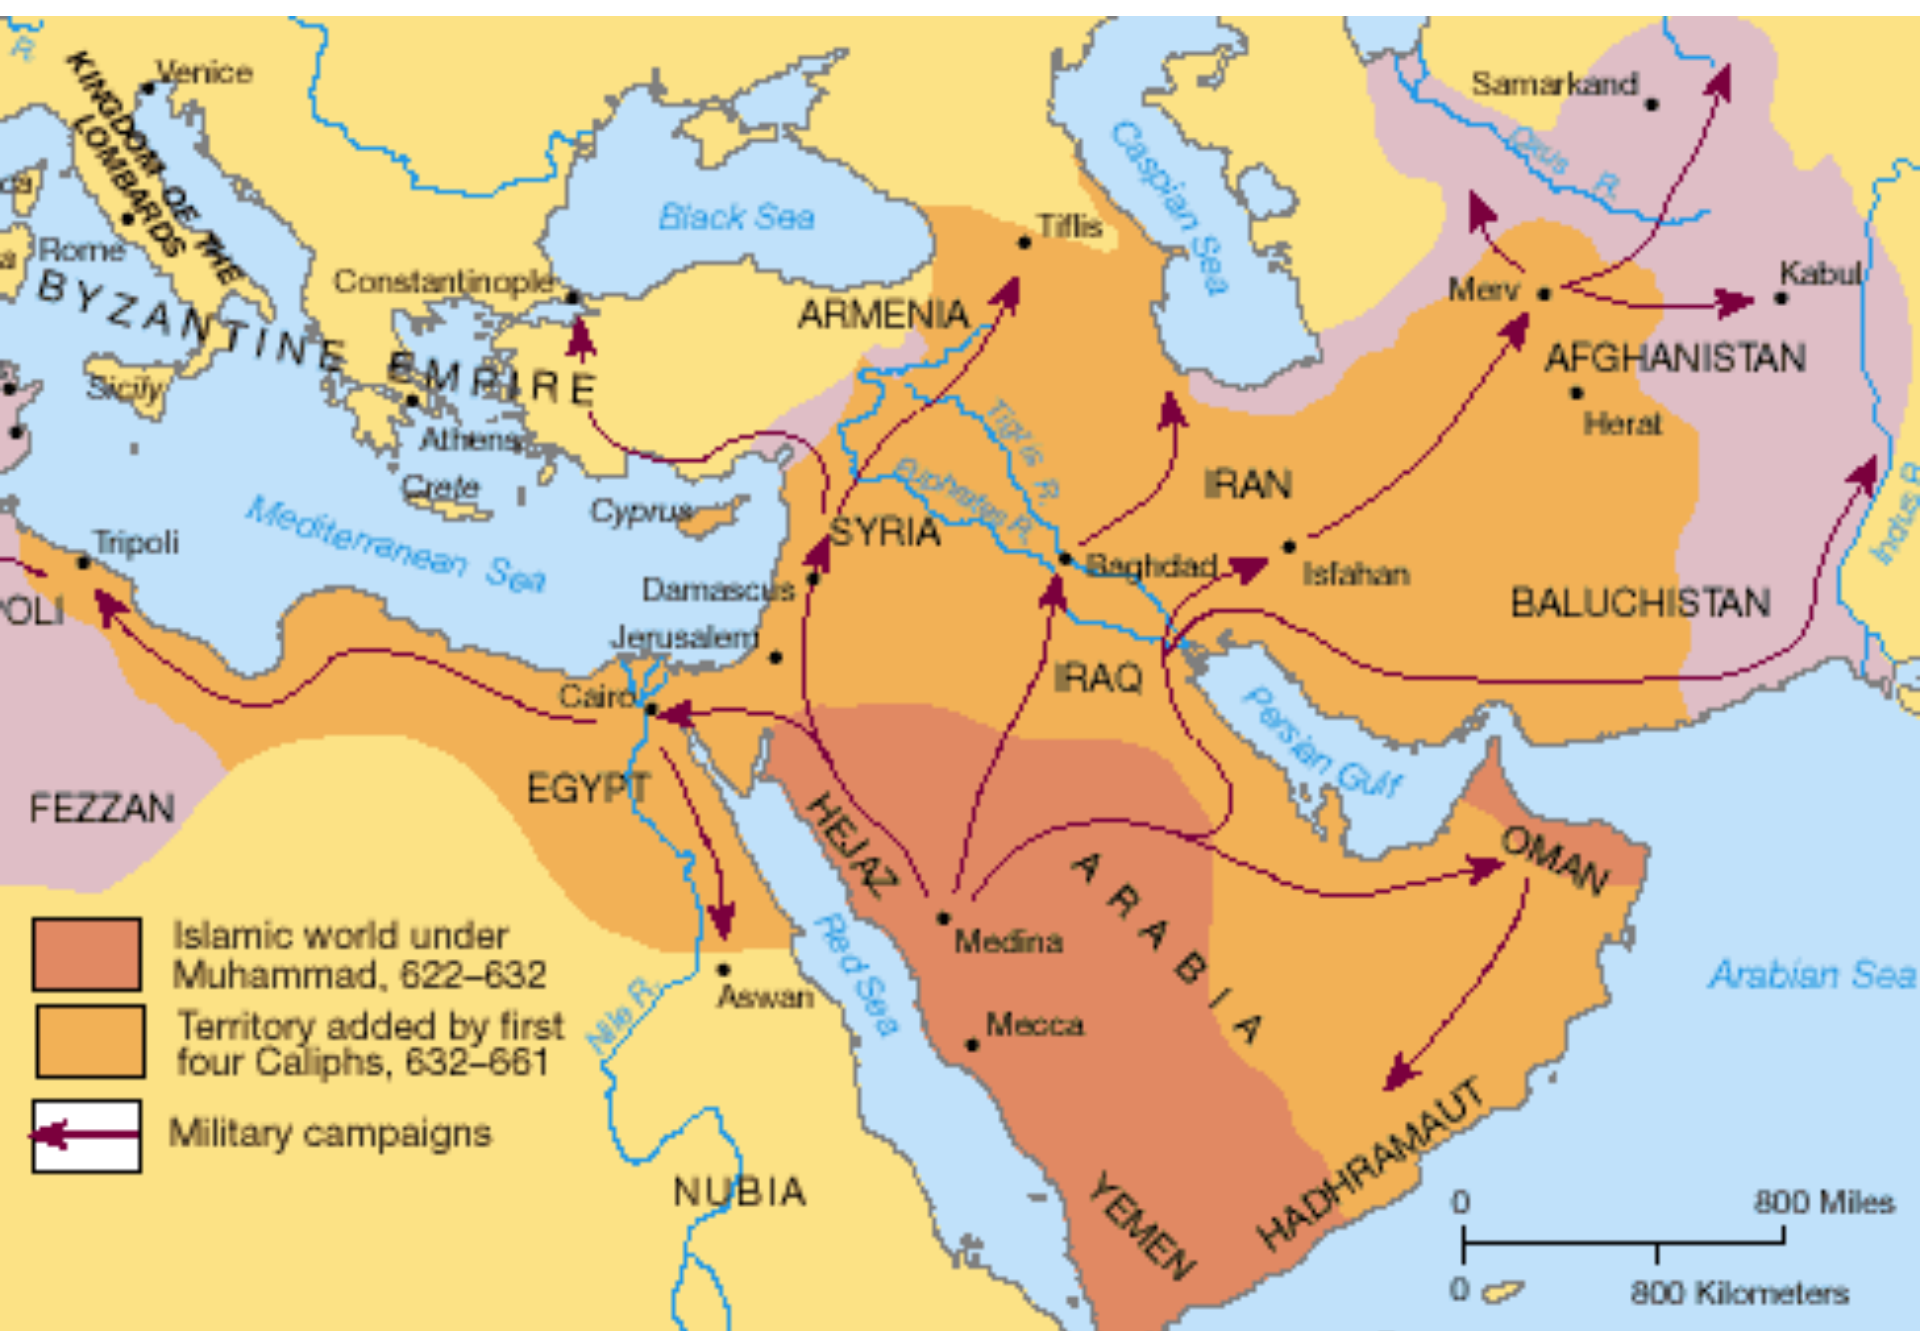 R.
Venice
KINGDOM OF THE
LOMBARDS
Rome
Samarkand
Oxus R.
Caspian Sea
Black Sea
Tiflis
Constantinople
ARMENIA
Merv
Kabul
BYZANTINE EMPIRE
AFGHANISTAN
Sicily
Athens
Herat
Tigris R.
Euphrates R.
IRAN
Crete
Cyprus
SYRIA
Mediterranean Sea
Indus R.
Tripoli
Baghdad
Isfahan
Damascus
POLI
BALUCHISTAN
Jerusalem
IRAQ
Cairo
Persian Gulf
EGYPT
FEZZAN
HEJAZ
ARABIA
OMAN
Medina
Red Sea
Arabian Sea
Aswan
Nile R.
Mecca
Islamic world under
Muhammad, 622–632
Territory added by first
four Caliphs, 632–661
Military campaigns
HADHRAMAUT
NUBIA
YEMEN
0 800 Miles
0 800 Kilometers